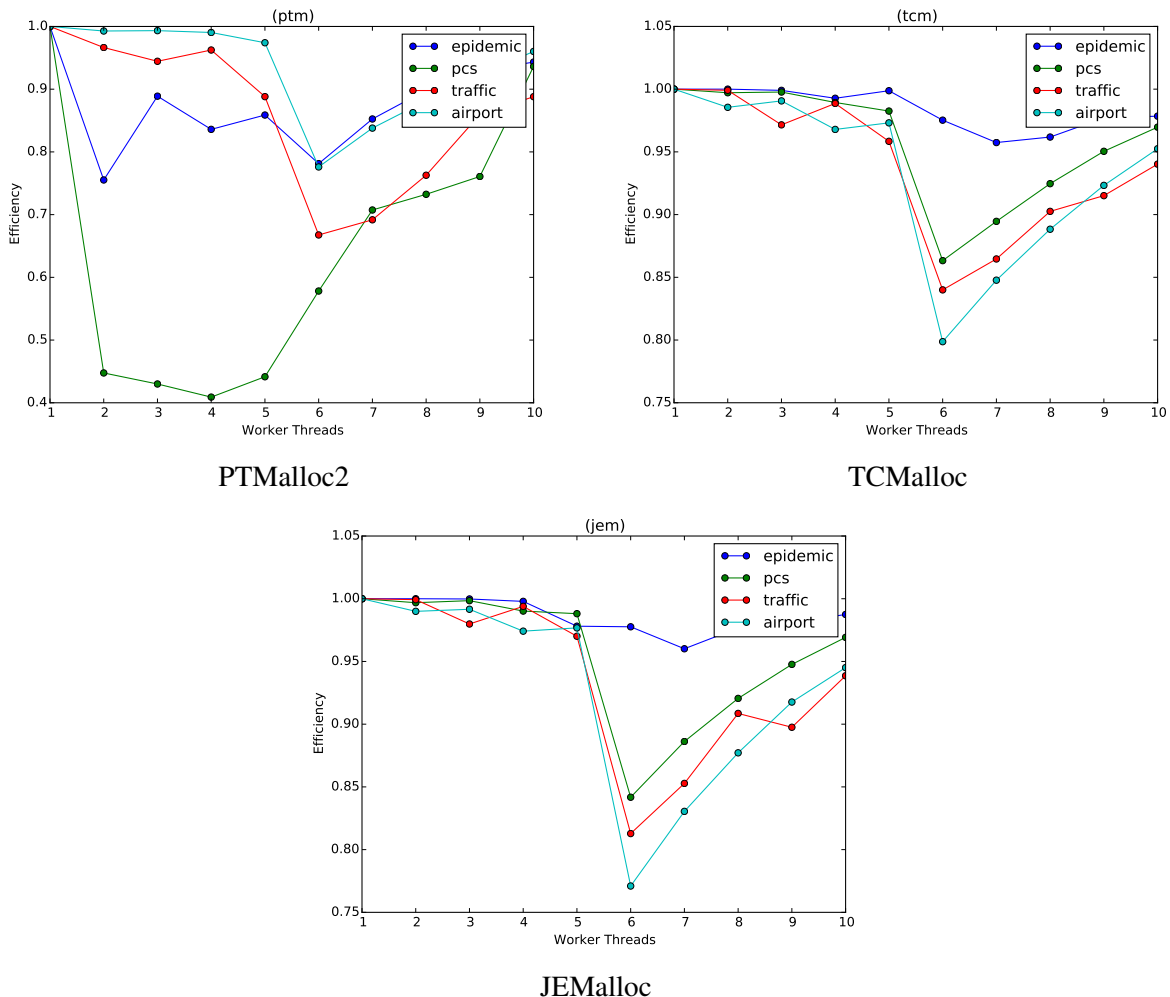 (ptm)
1.0
0.9
0.8
0.7
0.6
0.5
0.4
Efficiency
epidemic
pcs
traffic
airport
1 2 3 4 5 6 7 8 9 10
Worker Threads
PTMalloc2
(tcm)
1.05
1.00
0.95
0.90
0.85
0.80
0.75
Efficiency
epidemic
pcs
traffic
airport
1 2 3 4 5 6 7 8 9 10
Worker Threads
TCMalloc
(jem)
1.05
1.00
0.95
0.90
0.85
0.80
0.75
Efficiency
epidemic
pcs
traffic
airport
1 2 3 4 5 6 7 8 9 10
Worker Threads
JEMalloc